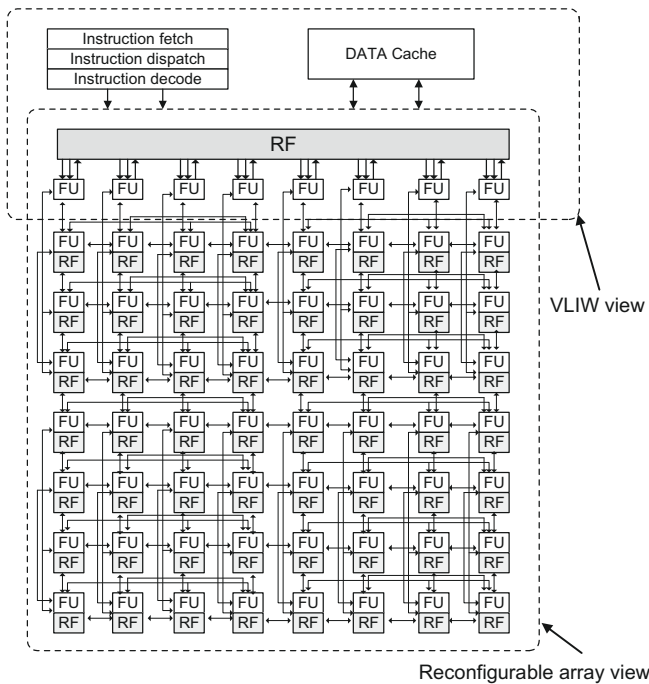 Instruction fetch
Instruction dispatch
Instruction decode
DATA Cache
RF
FU FU FU FU FU FU FU FU
FU FU FU FU FU FU FU FU
RF RF RF RF RF RF RF RF
FU FU FU FU FU FU FU FU
RF RF RF RF RF RF RF RF
VLIW view
FU FU FU FU FU FU FU FU
RF RF RF RF RF RF RF RF
FU FU FU FU FU FU FU FU
RF RF RF RF RF RF RF RF
FU FU FU FU FU FU FU FU
RF RF RF RF RF RF RF RF
FU FU FU FU FU FU FU FU
RF RF RF RF RF RF RF RF
FU FU FU FU FU FU FU FU
RF RF RF RF RF RF RF RF
Reconfigurable array view